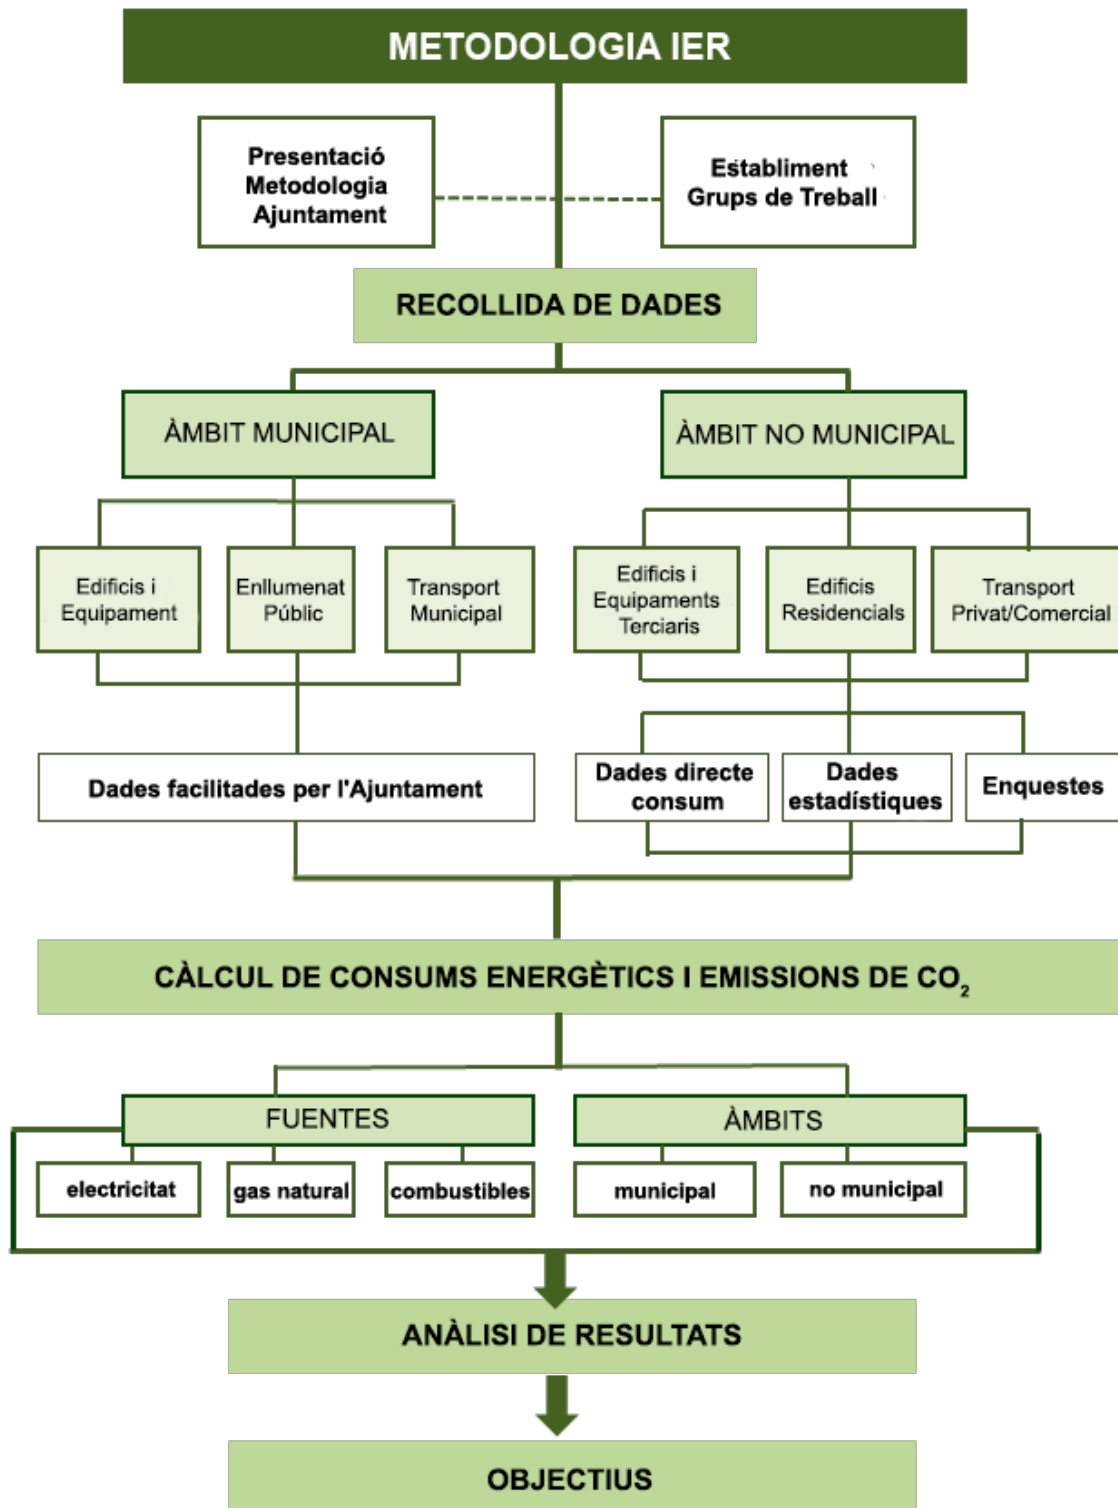 METODOLOGIA IER
Presentació
Metodologia
Ajuntament
Establiment
Grups de Treball
RECOLLIDA DE DADES
ÀMBIT MUNICIPAL
ÀMBIT NO MUNICIPAL
Edificis i
Equipament
Enllumenat
Públic
Transport
Municipal
Edificis i
Equipaments
Terciaris
Edificis
Residencials
Transport
Privat/Comercial
Dades facilitades per l'Ajuntament
Dades directe
consum
Dades
estadístiques
Enquestes
CÀLCUL DE CONSUMS ENERGÈTICS I EMISSIONS DE CO₂
FUENTES
ÀMBITS
electricitat
gas natural
combustibles
municipal
no municipal
ANÀLISI DE RESULTATS
OBJECTIUS